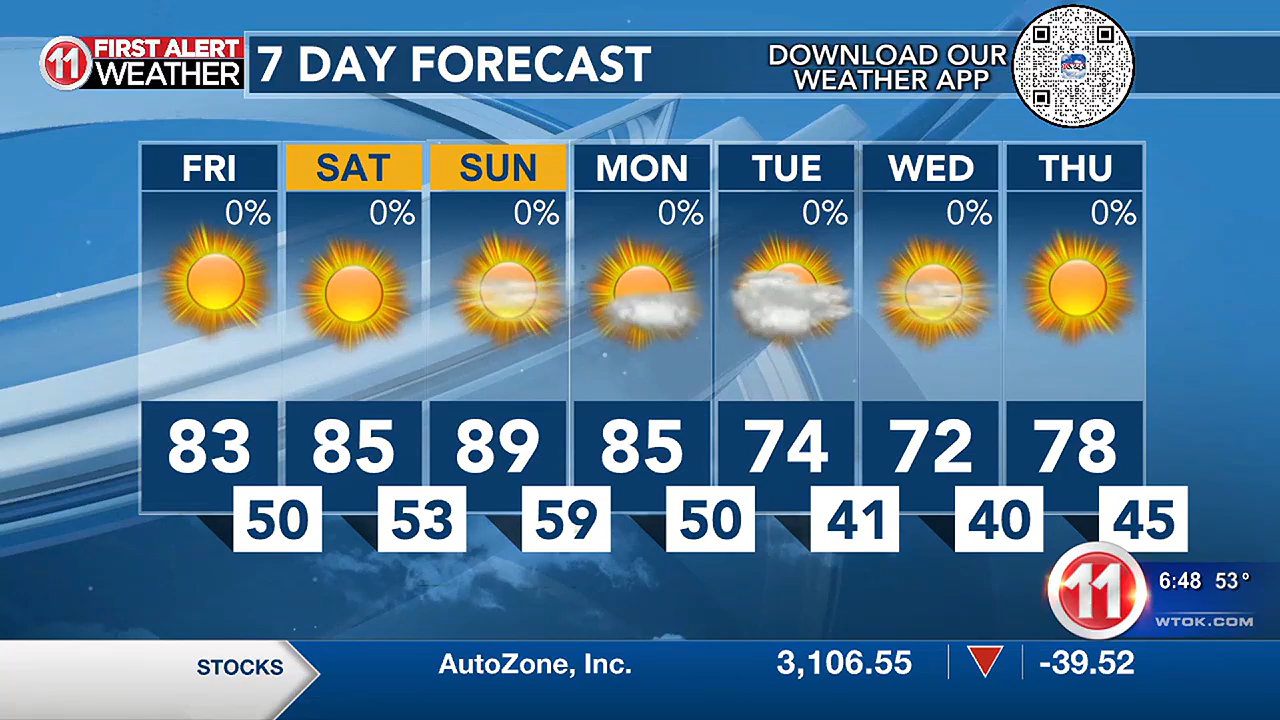 11 FIRST ALERT
WEATHER
7 DAY FORECAST
DOWNLOAD OUR
WEATHER APP
FRI SAT SUN MON TUE WED THU
0% 0% 0% 0% 0% 0% 0%
83 85 89 85 74 72 78
50 53 59 50 41 40 45
11 6:48 53°
WTOK.COM
STOCKS AutoZone, Inc. 3,106.55 -39.52